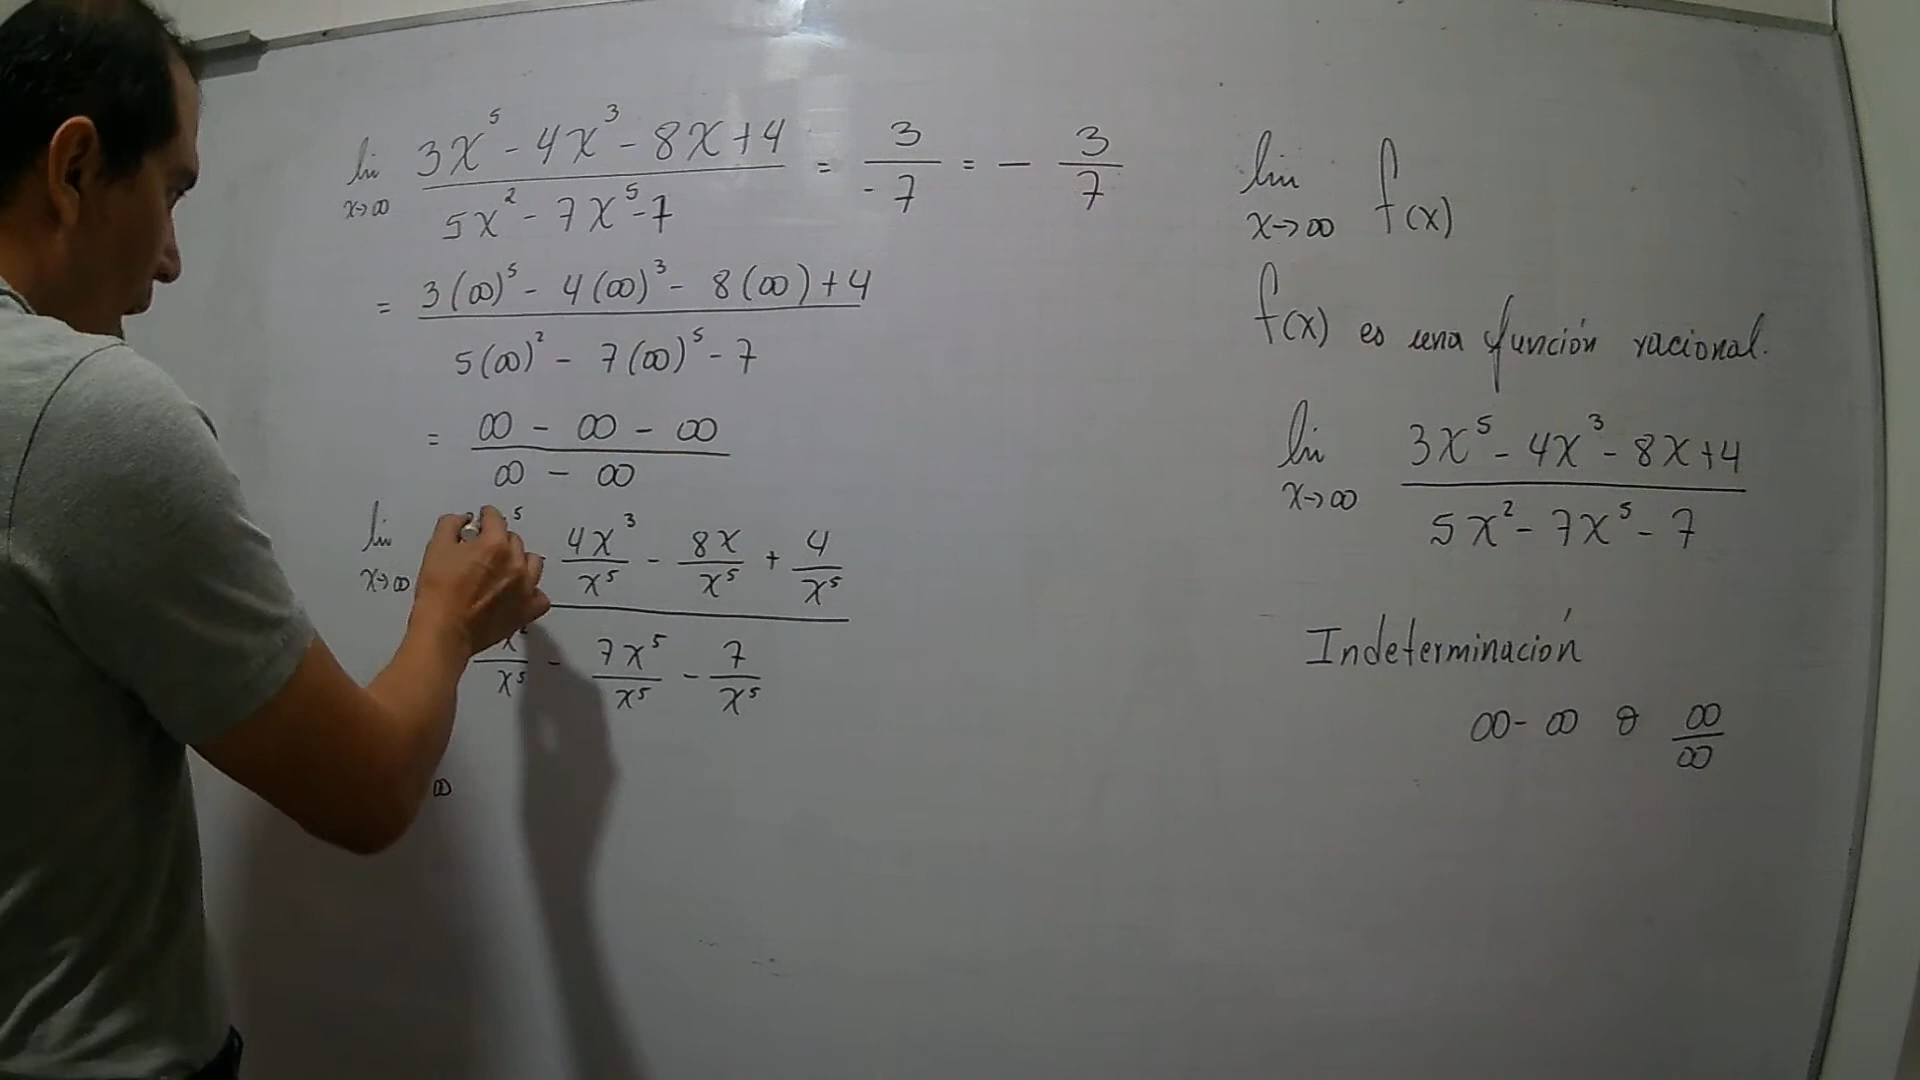 lim 3x⁵ - 4x³ - 8x + 4 = 3 = - 3
x→∞ 5x² - 7x⁵ - 7 -7 7
= 3(∞)⁵ - 4(∞)³ - 8(∞) + 4
5(∞)² - 7(∞)⁵ - 7
= ∞ - ∞ - ∞
∞ - ∞
lim 5 - 4x³ - 8x + 4
x→∞ x⁵ x⁵ x⁵
x² - 7x⁵ - 7
x⁵ x⁵ x⁵
∞
lim f(x)
x→∞
f(x) es una función racional.
lim 3x⁵ - 4x³ - 8x + 4
x→∞ 5x² - 7x⁵ - 7
Indeterminación
∞ - ∞ o ∞
∞